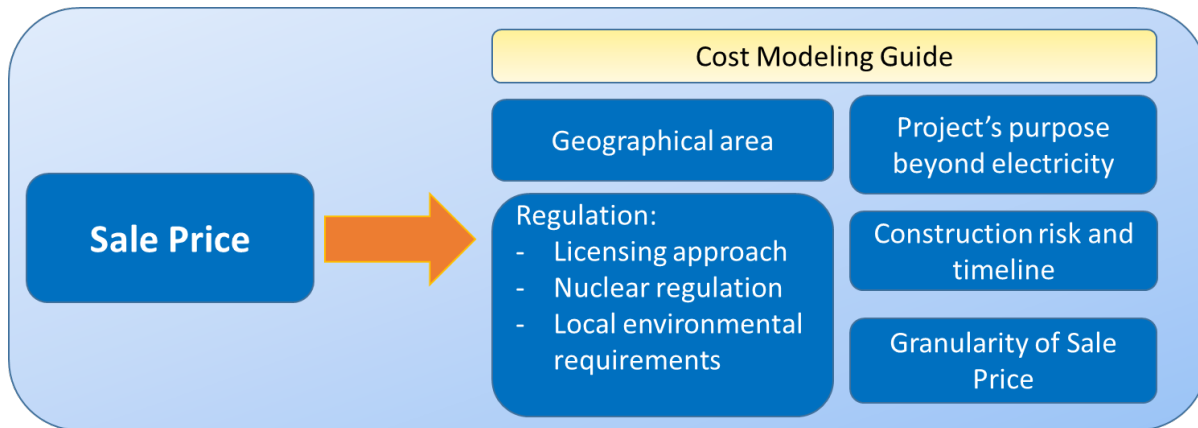 Cost Modeling Guide
Sale Price
Geographical area
Regulation:
- Licensing approach
- Nuclear regulation
- Local environmental
requirements
Project’s purpose
beyond electricity
Construction risk and
timeline
Granularity of Sale
Price